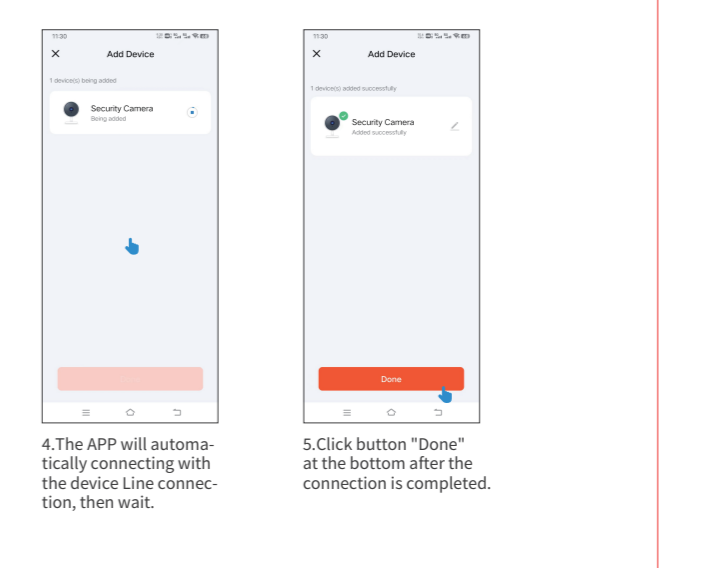 11:30
Add Device
1 device(s) being added
Security Camera
Being added
4.The APP will automa-
tically connecting with
the device Line connec-
tion, then wait.
11:30
Add Device
1 device(s) added successfully
Security Camera
Added successfully
Done
5.Click button "Done"
at the bottom after the
connection is completed.